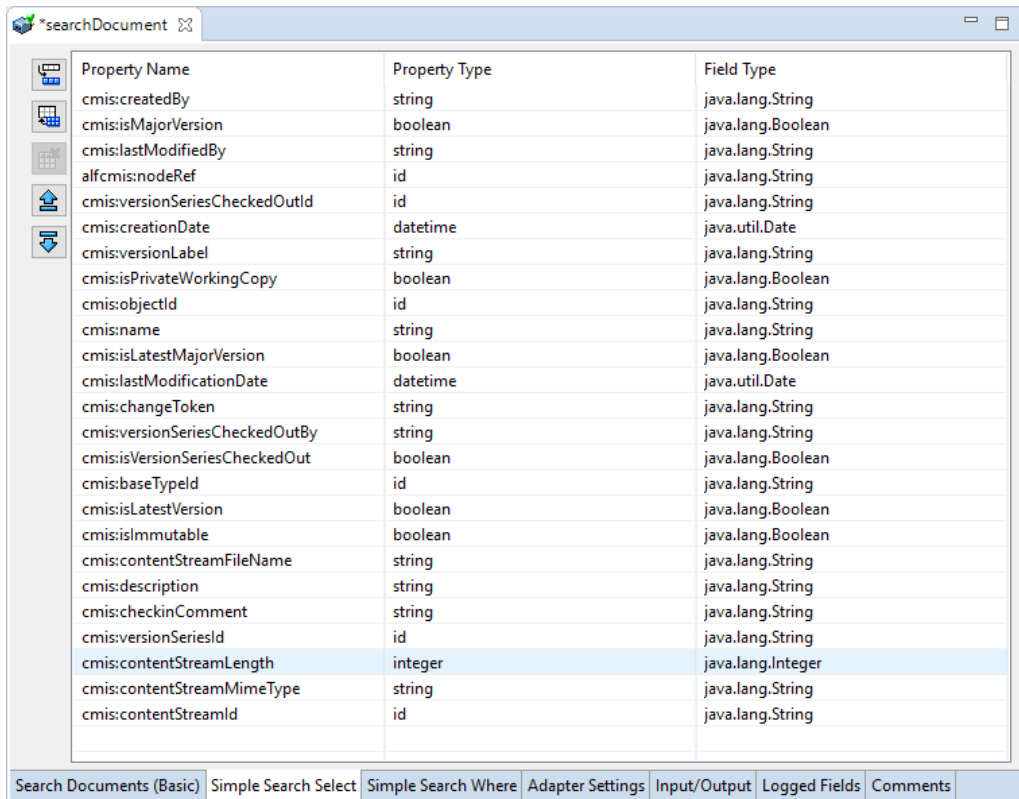 *searchDocument
Property Name Property Type Field Type
cmis:createdBy string java.lang.String
cmis:isMajorVersion boolean java.lang.Boolean
cmis:lastModifiedBy string java.lang.String
alfcmis:nodeRef id java.lang.String
cmis:versionSeriesCheckedOutId id java.lang.String
cmis:creationDate datetime java.util.Date
cmis:versionLabel string java.lang.String
cmis:isPrivateWorkingCopy boolean java.lang.Boolean
cmis:objectId id java.lang.String
cmis:name string java.lang.String
cmis:isLatestMajorVersion boolean java.lang.Boolean
cmis:lastModificationDate datetime java.util.Date
cmis:changeToken string java.lang.String
cmis:versionSeriesCheckedOutBy string java.lang.String
cmis:isVersionSeriesCheckedOut boolean java.lang.Boolean
cmis:baseTypeId id java.lang.String
cmis:isLatestVersion boolean java.lang.Boolean
cmis:isImmutable boolean java.lang.Boolean
cmis:contentStreamFileName string java.lang.String
cmis:description string java.lang.String
cmis:checkinComment string java.lang.String
cmis:versionSeriesId id java.lang.String
cmis:contentStreamLength integer java.lang.Integer
cmis:contentStreamMimeType string java.lang.String
cmis:contentStreamId id java.lang.String
Search Documents (Basic) Simple Search Select Simple Search Where Adapter Settings Input/Output Logged Fields Comments